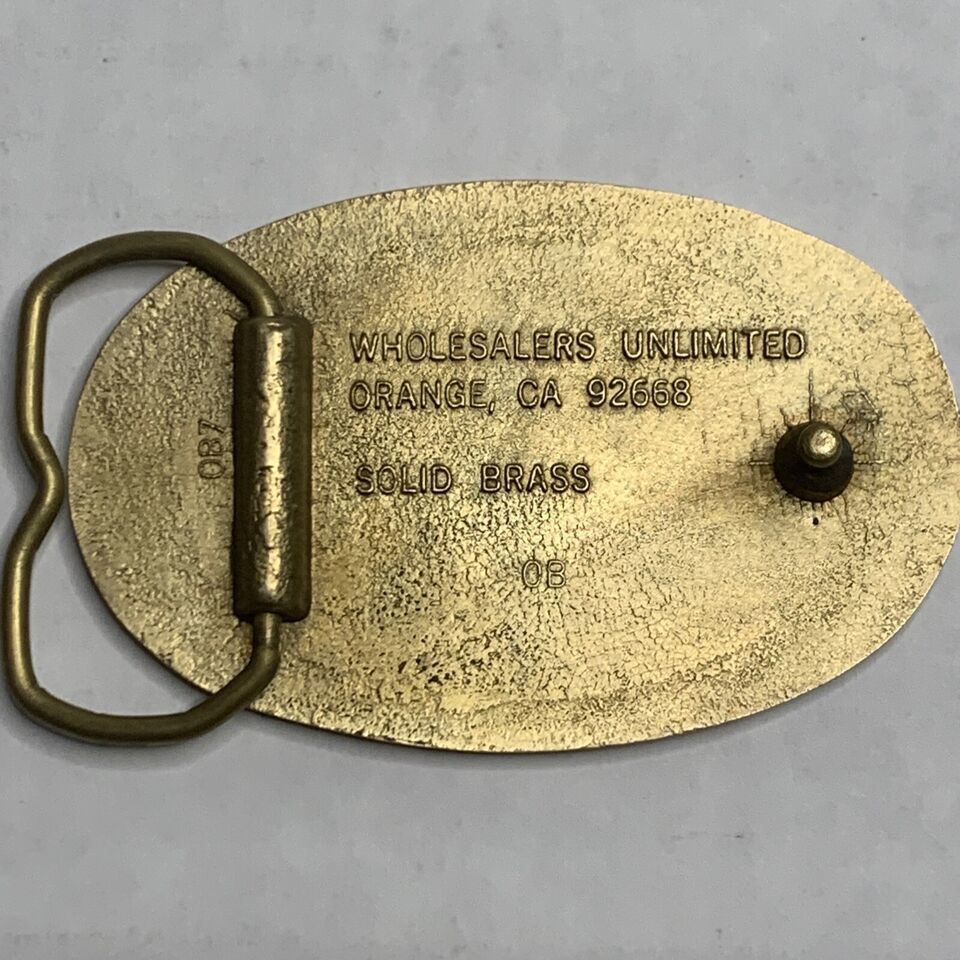 WHOLESALERS UNLIMITED
ORANGE, CA 92668
SOLID BRASS
OB
OB7